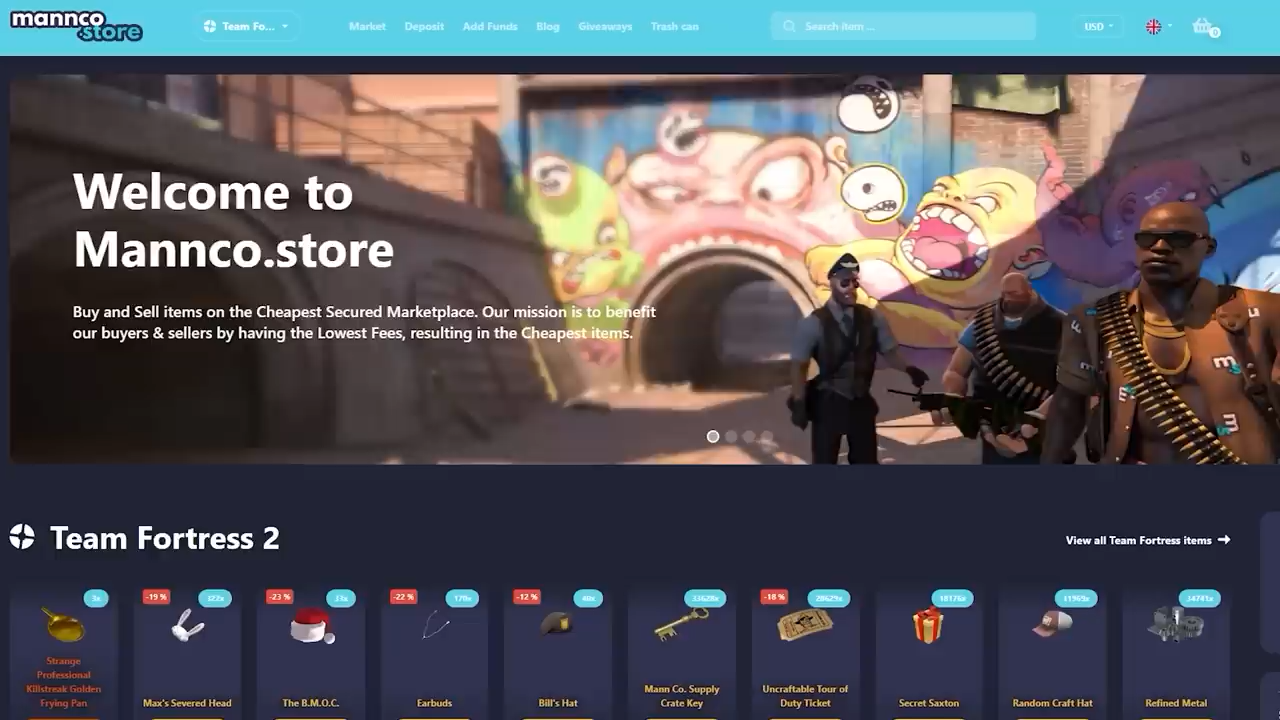 mannco
.store
Team Fo...
Market
Deposit
Add Funds
Blog
Giveaways
Trash can
Search item ...
USD
0
Welcome to
Mannco.store
Buy and Sell items on the Cheapest Secured Marketplace. Our mission is to benefit
our buyers & sellers by having the Lowest Fees, resulting in the Cheapest items.
Team Fortress 2
View all Team Fortress items
3x
-19 %
-23 %
33x
-22 %
-12 %
-18 %
Strange
Professional
Killstreak Golden
Frying Pan
Max's Severed Head
The B.M.O.C.
Earbuds
Bill's Hat
Mann Co. Supply
Crate Key
Uncraftable Tour of
Duty Ticket
Secret Saxton
Random Craft Hat
Refined Metal